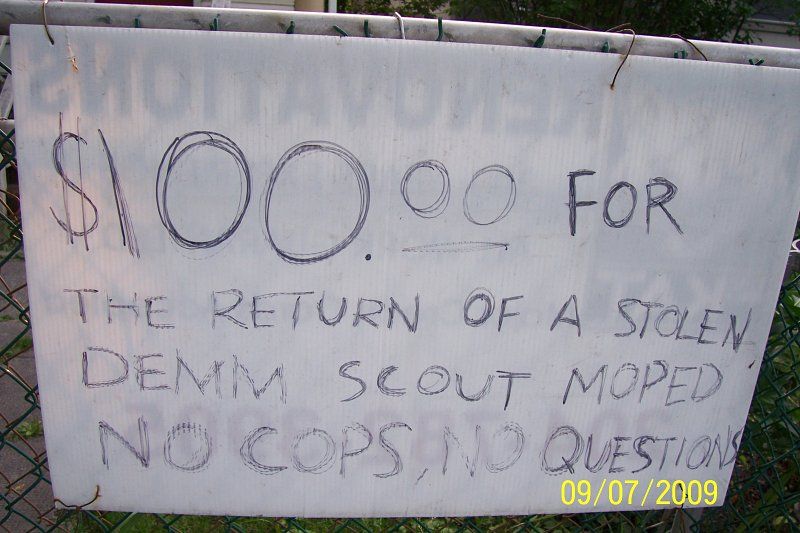 $100.00 FOR
THE RETURN OF A STOLEN
DEMM SCOUT MOPED
NO COPS, NO QUESTIONS
09/07/2009